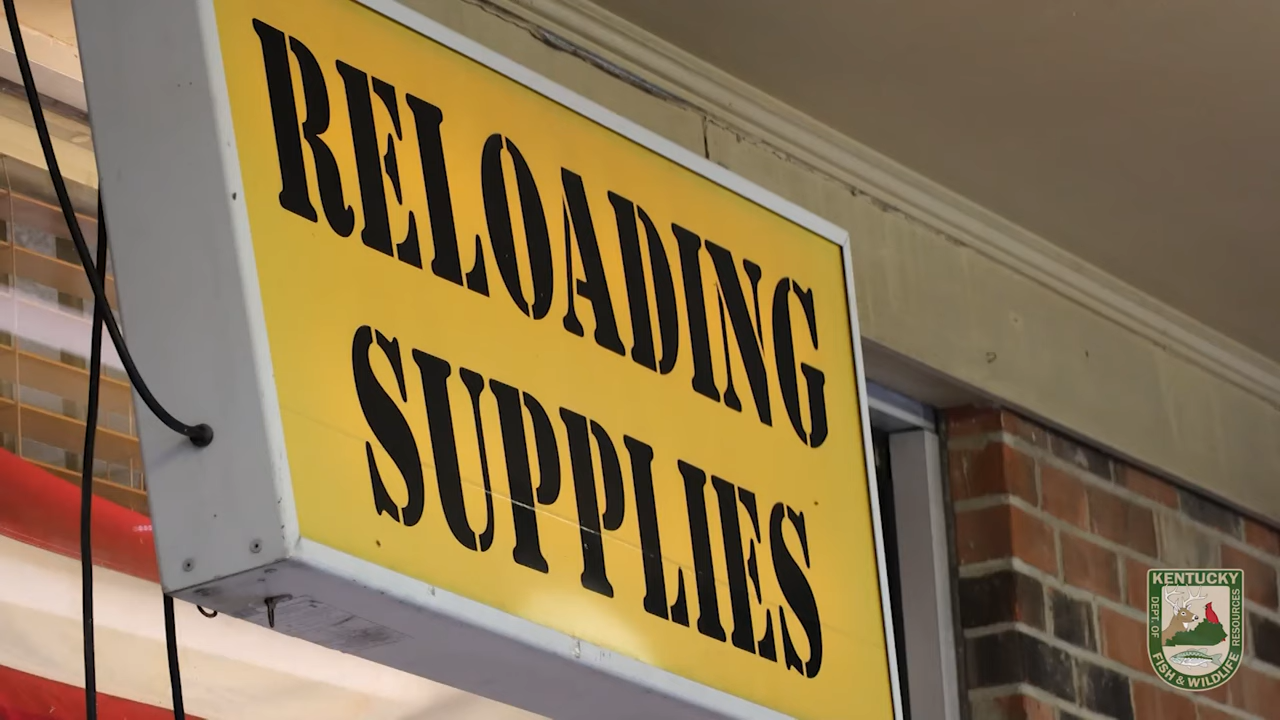 RELOADING
SUPPLIES
KENTUCKY
DEPT. OF
FISH & WILDLIFE
RESOURCES